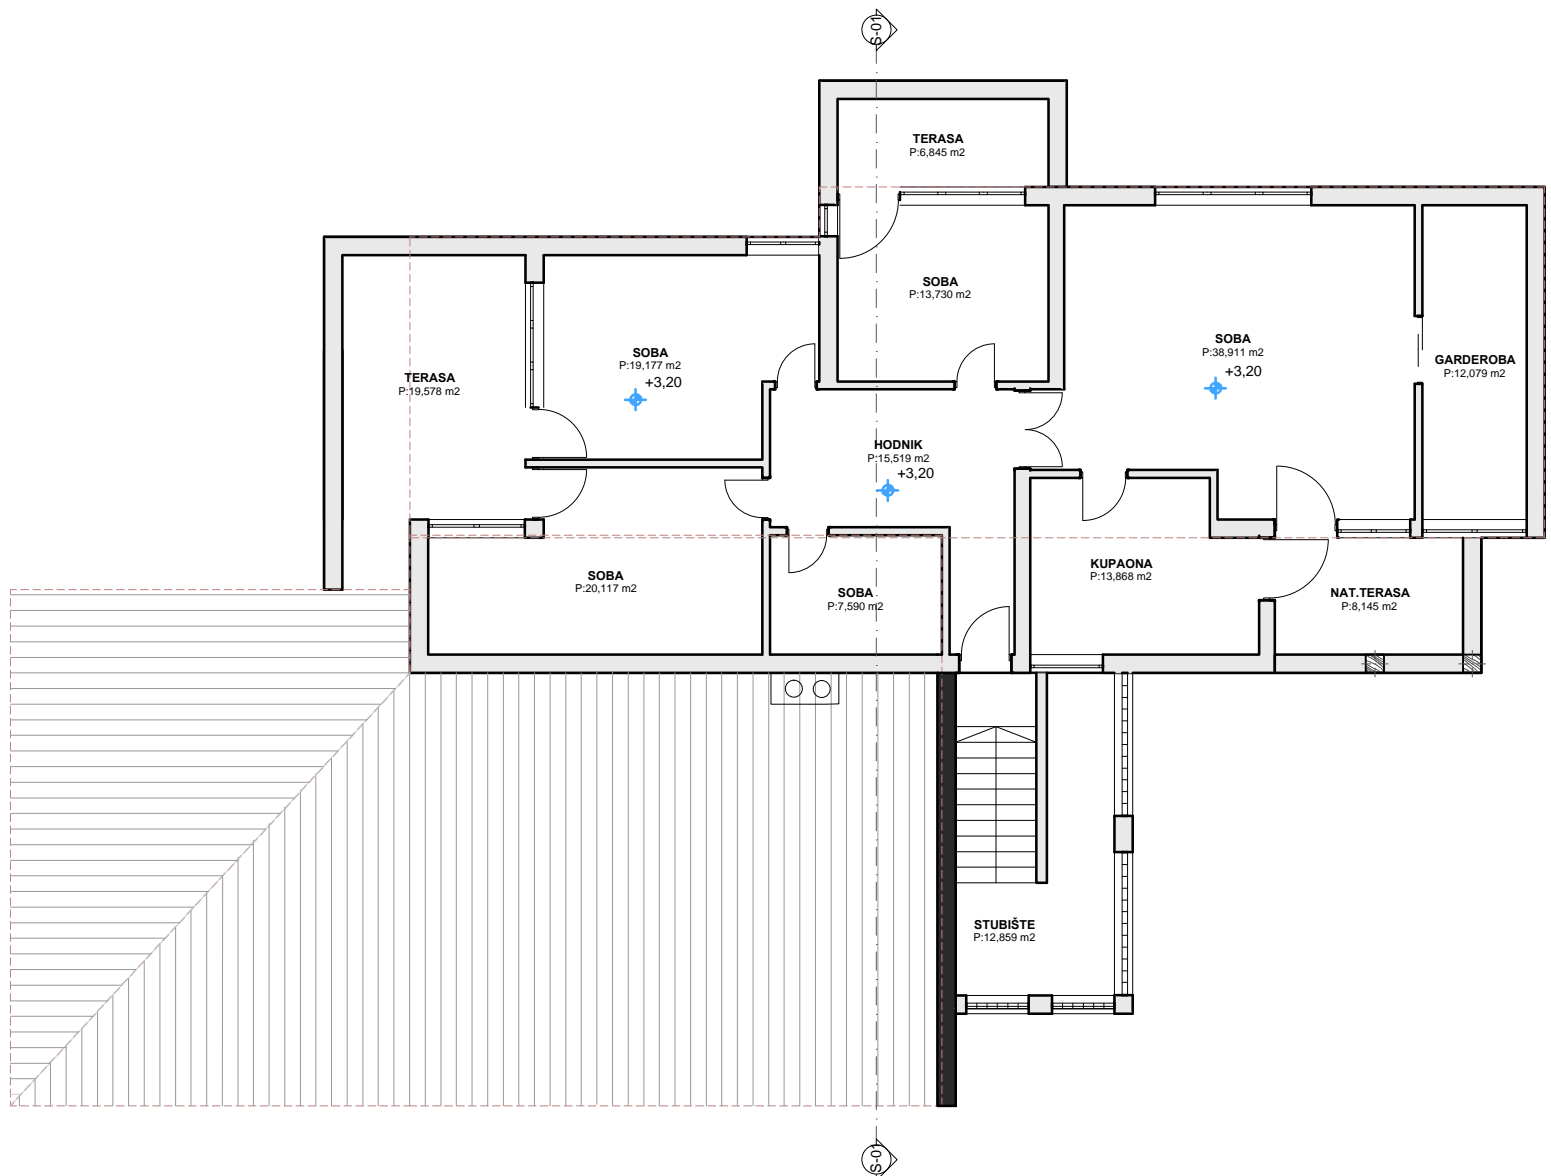 S-01
TERASA
P:6,845 m2
SOBA
P:13,730 m2
SOBA
P:38,911 m2
+3,20
GARDEROBA
P:12,079 m2
SOBA
P:19,177 m2
+3,20
TERASA
P:19,578 m2
HODNIK
P:15,519 m2
+3,20
KUPAONA
P:13,868 m2
SOBA
P:20,117 m2
SOBA
P:7,590 m2
NAT.TERASA
P:8,145 m2
STUBIŠTE
P:12,859 m2
S-01